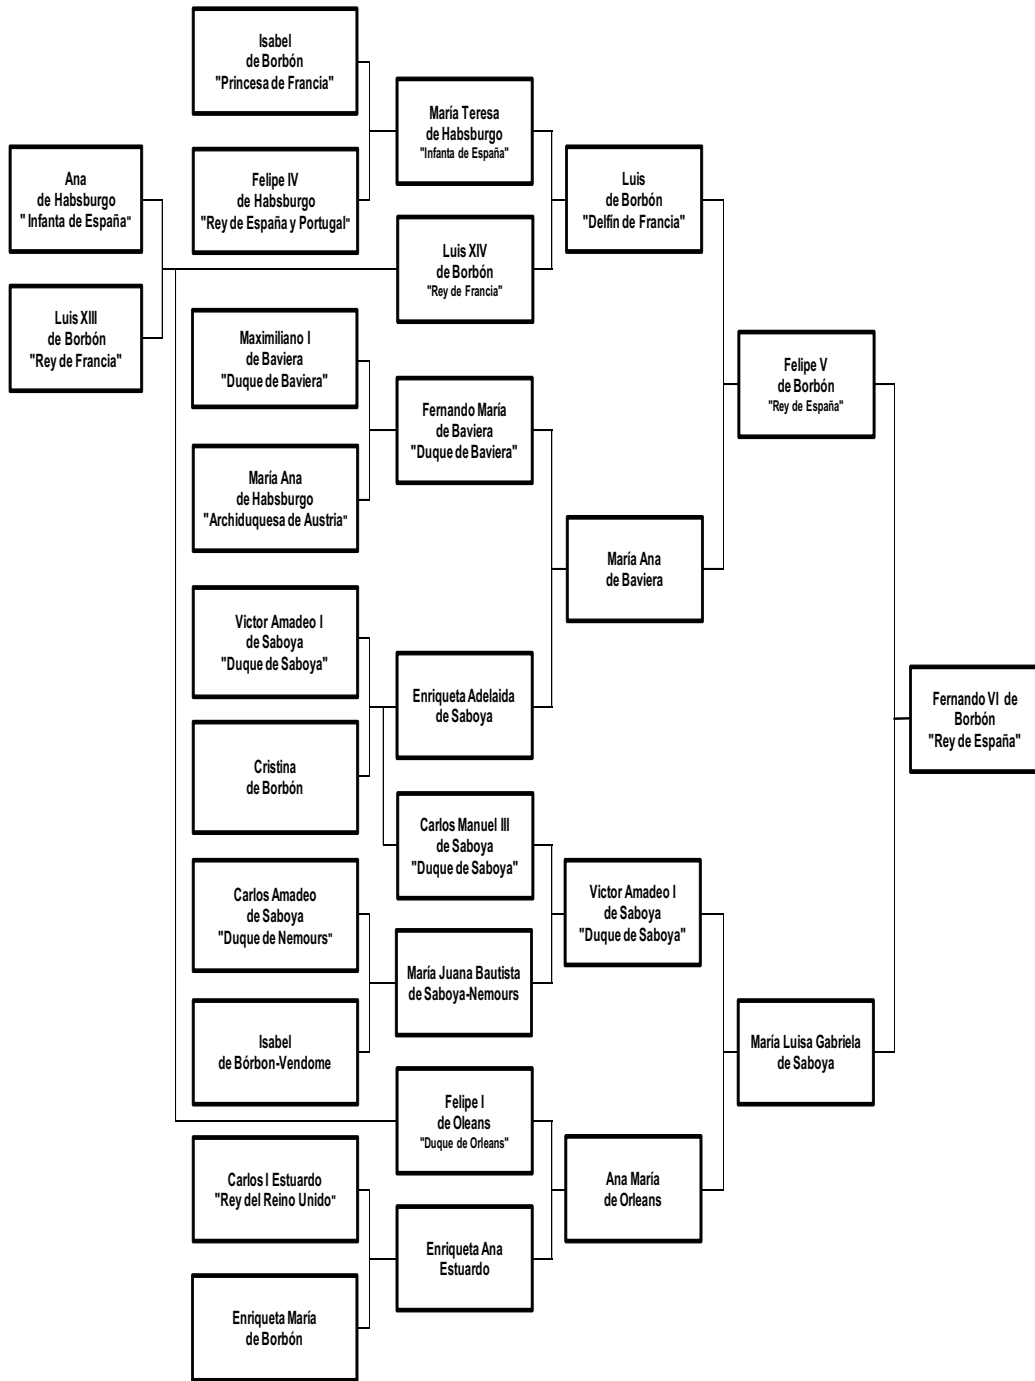 Isabel
de Borbón
"Princesa de Francia"
María Teresa
de Habsburgo
"Infanta de España"
Ana
de Habsburgo
" Infanta de España"
Felipe IV
de Habsburgo
"Rey de España y Portugal"
Luis
de Borbón
"Delfín de Francia"
Luis XIV
de Borbón
"Rey de Francia"
Luis XIII
de Borbón
"Rey de Francia"
Maximiliano I
de Baviera
"Duque de Baviera"
Felipe V
de Borbón
"Rey de España"
Fernando María
de Baviera
"Duque de Baviera"
María Ana
de Habsburgo
"Archiduquesa de Austria"
María Ana
de Baviera
Victor Amadeo I
de Saboya
"Duque de Saboya"
Enriqueta Adelaida
de Saboya
Fernando VI de
Borbón
"Rey de España"
Cristina
de Borbón
Carlos Manuel III
de Saboya
"Duque de Saboya"
Carlos Amadeo
de Saboya
"Duque de Nemours"
Victor Amadeo I
de Saboya
"Duque de Saboya"
María Juana Bautista
de Saboya-Nemours
Isabel
de Bórbon-Vendome
María Luisa Gabriela
de Saboya
Felipe I
de Oleans
"Duque de Orleans"
Carlos I Estuardo
"Rey del Reino Unido"
Ana María
de Orleans
Enriqueta Ana
Estuardo
Enriqueta María
de Borbón